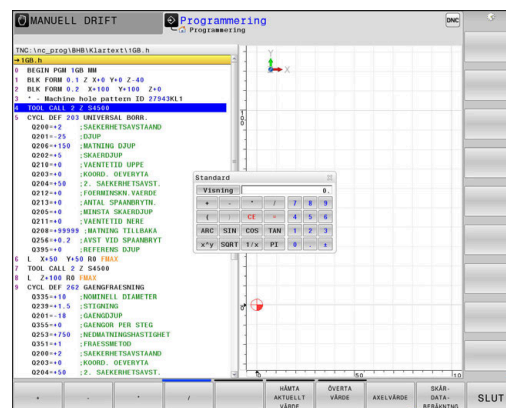 MANUELL DRIFT
Programmering
Programmering
DNC
TNC:\nc_prog\BHB\Klartext\1GB.h
→1GB.h
0 BEGIN PGM 1GB MM
1 BLK FORM 0.1 Z X+0 Y+0 Z-40
2 BLK FORM 0.2 X+100 Y+100 Z+0
3 * - Machine hole pattern ID 27943KL1
4 TOOL CALL 2 Z S4500
5 CYCL DEF 203 UNIVERSAL BORR.
Q200=+2 ;SAEKERHETSAVSTAAND
Q201=-25 ;DJUP
Q206=+150 ;MATNING DJUP
Q202=+5 ;SKAERDJUP
Q210=+0 ;VAENTETID UPPE
Q203=+0 ;KOORD. OEVERYTA
Q204=+50 ;2. SAEKERHETSAVST.
Q212=+0 ;FOERMINSKN.VAERDE
Q213=+0 ;ANTAL SPAANBRYTN.
Q205=+0 ;MINSTA SKAERDJUP
Q211=+0 ;VAENTETID NERE
Q208=+99999 ;MATNING TILLBAKA
Q256=+0.2 ;AVST VID SPAANBRYT
Q395=+0 ;REFERENS DJUP
6 L X+50 Y+50 R0 FMAX
7 TOOL CALL 2 Z S4500
8 L Z+100 R0 FMAX
9 CYCL DEF 262 GAENGFRAESNING
Q335=+10 ;NOMINELL DIAMETER
Q239=+1.5 ;STIGNING
Q201=-18 ;GAENGDJUP
Q355=+0 ;GAENGOR PER STEG
Q253=+750 ;NEDMATNINGSHASTIGHET
Q351=+1 ;FRAESSMETOD
Q200=+2 ;SAEKERHETSAVSTAAND
Q203=+0 ;KOORD. OEVERYTA
Q204=+50 ;2. SAEKERHETSAVST.
Y
X
100
0
0
50
10
Standard
Visning 0.
+ - * / 7 8 9
( ) CE = 4 5 6
ARC SIN COS TAN 1 2 3
x^y SQRT 1/x PI 0 . ±
+
-
*
/
HÄMTA AKTUELLT VÄRDE
ÖVERTA VÄRDE
AXELVÄRDE
SKÄR-DATA-BERÄKNING
SLUT